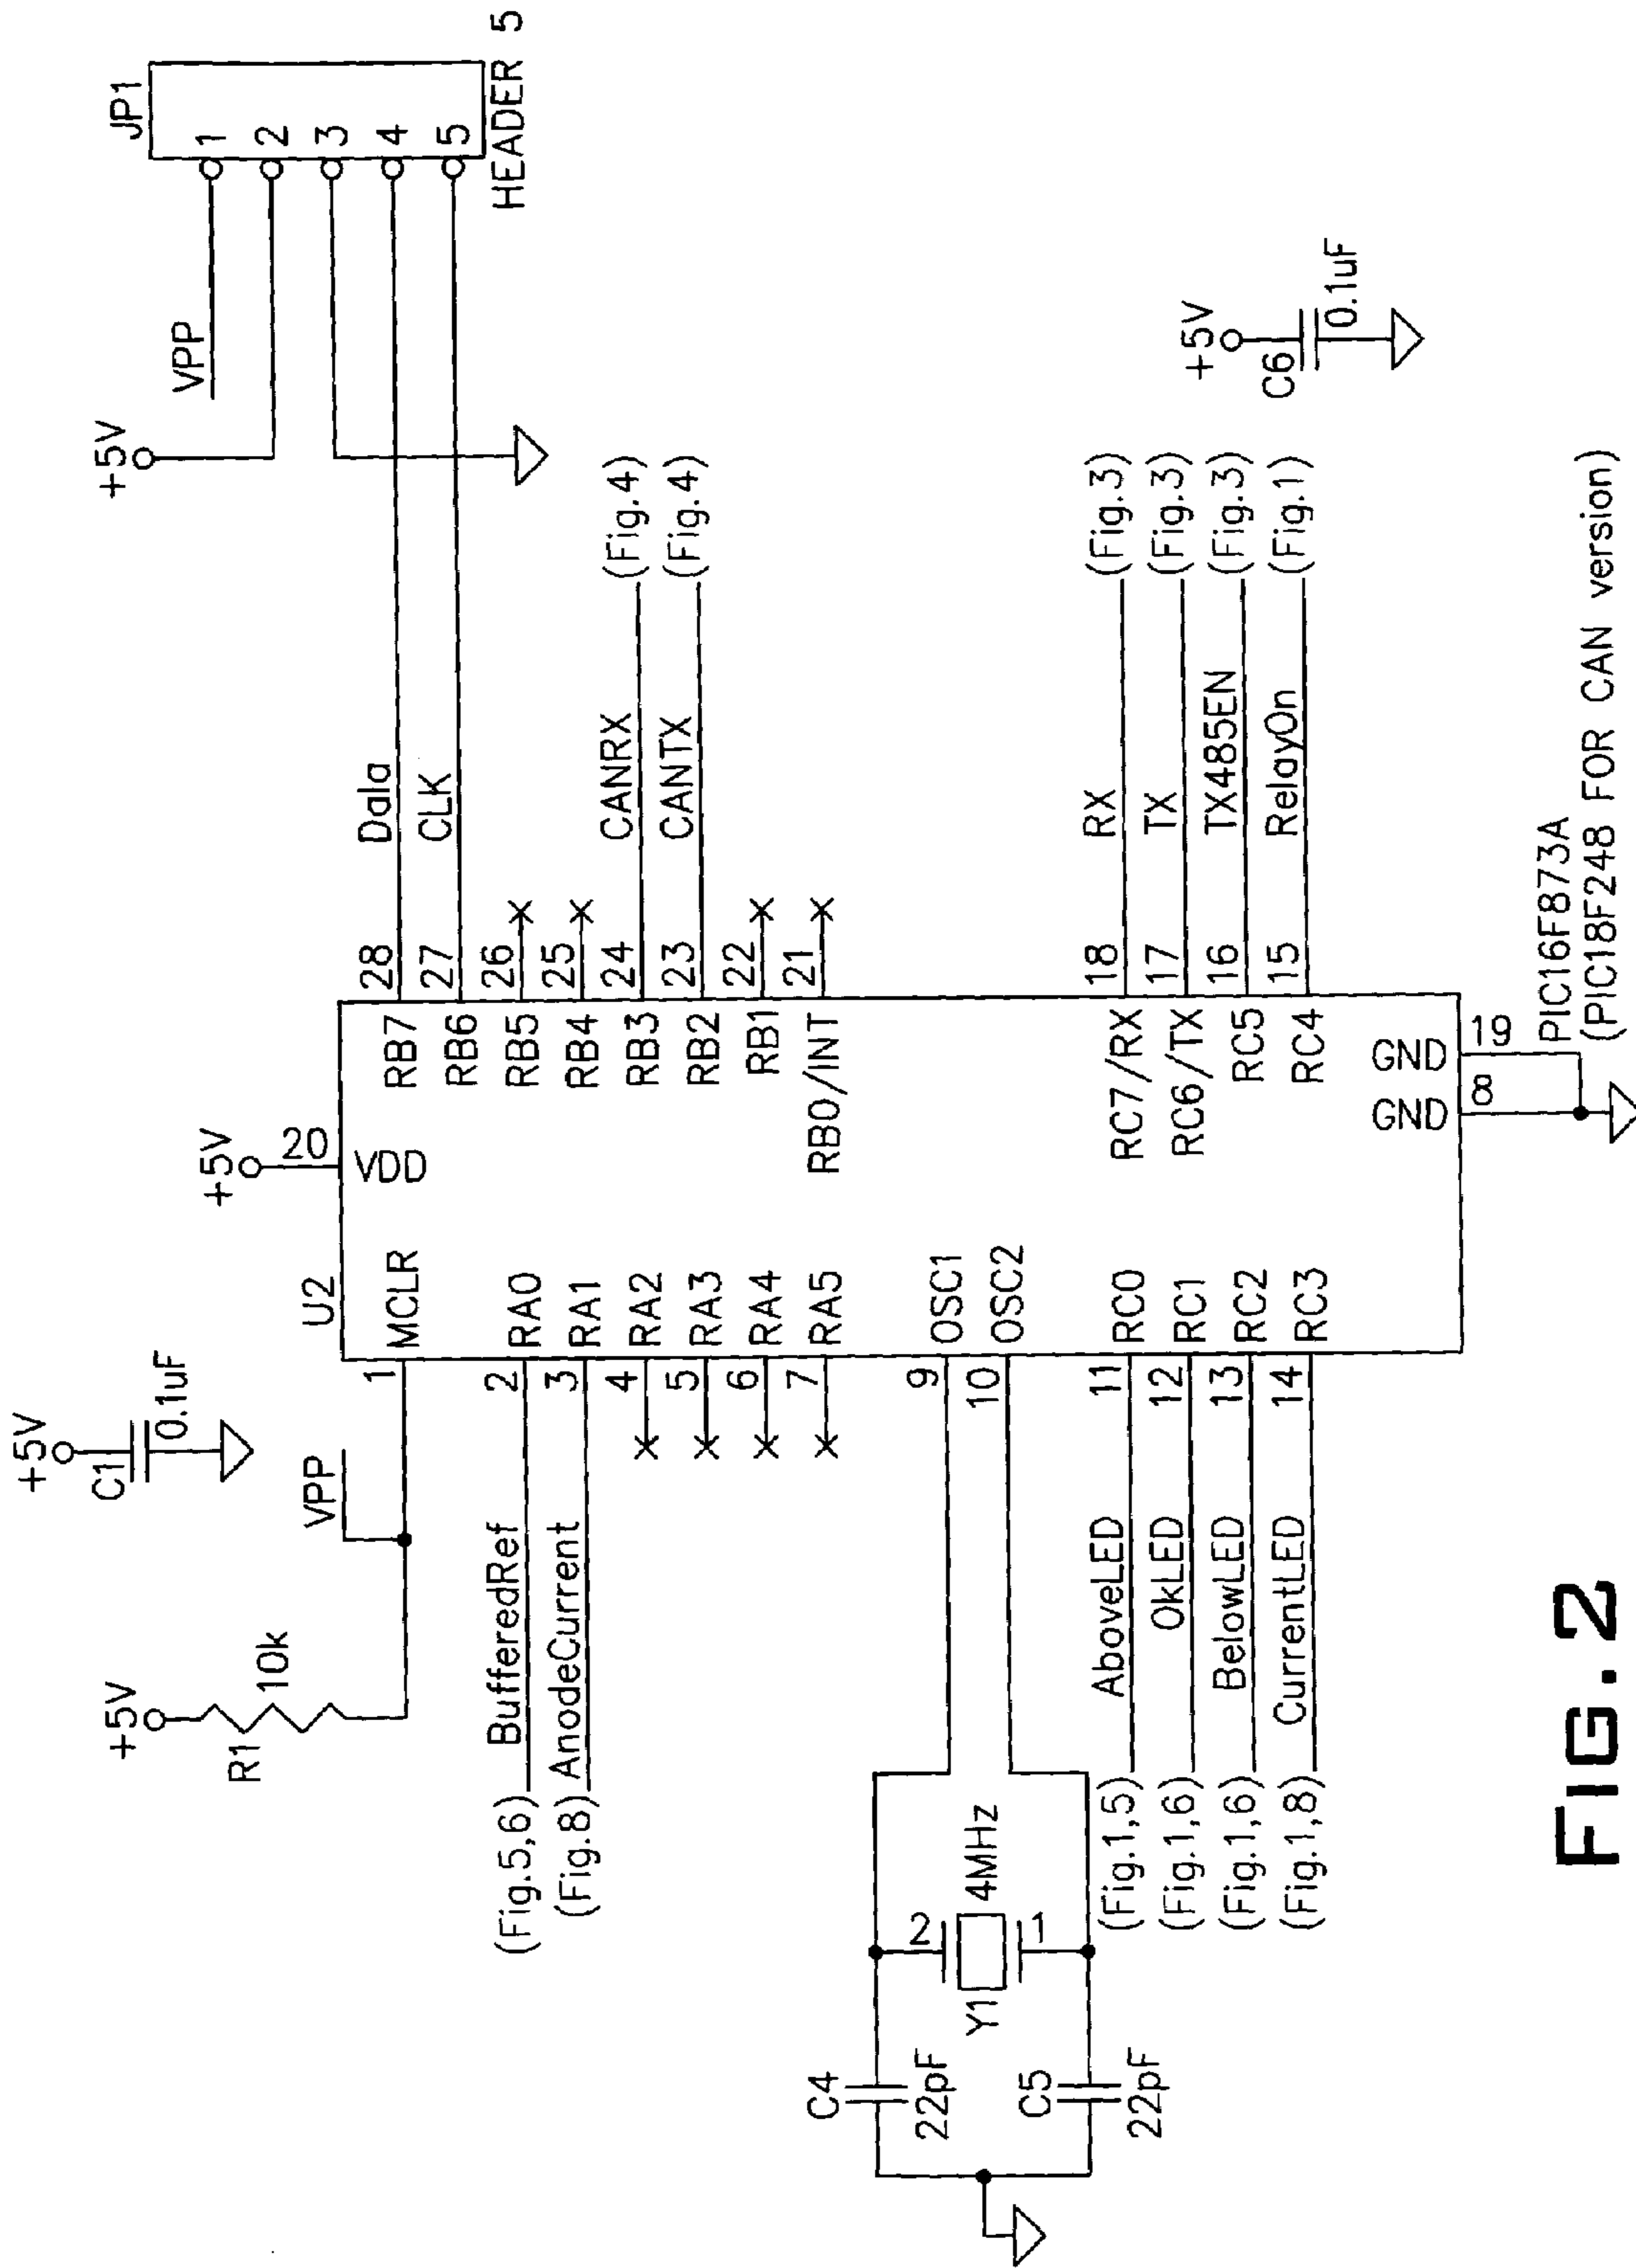 +5V
C1
0.1uF
+5V
R1
10k
VPP
U2
+5V
20
VDD
+5V
VPP
JP1
1
2
3
4
5
HEADER 5
1
MCLR
(Fig.5,6) BufferedRef
2
RA0
(Fig.8) AnodeCurrent
3
RA1
4
RA2
5
RA3
6
RA4
7
RA5
9
OSC1
10
OSC2
C4
22pF
C5
22pF
Y1
2
1
4MHz
(Fig.1,5) AboveLED
11
RC0
(Fig.1,6) OkLED
12
RC1
(Fig.1,6) BelowLED
13
RC2
(Fig.1,8) CurrentLED
14
RC3
RB7
28
Dala
RB6
27
CLK
RB5
26
RB4
25
RB3
24
CANRX (Fig.4)
RB2
23
CANTX (Fig.4)
RB1
22
RB0/INT
21
RC7/RX
18
RX (Fig.3)
RC6/TX
17
TX (Fig.3)
RC5
16
TX485EN (Fig.3)
RC4
15
RelayOn (Fig.1)
GND
GND
8
19
+5V
C6
0.1uF
PIC16F873A
(PIC18F248 FOR CAN version)
FIG.2